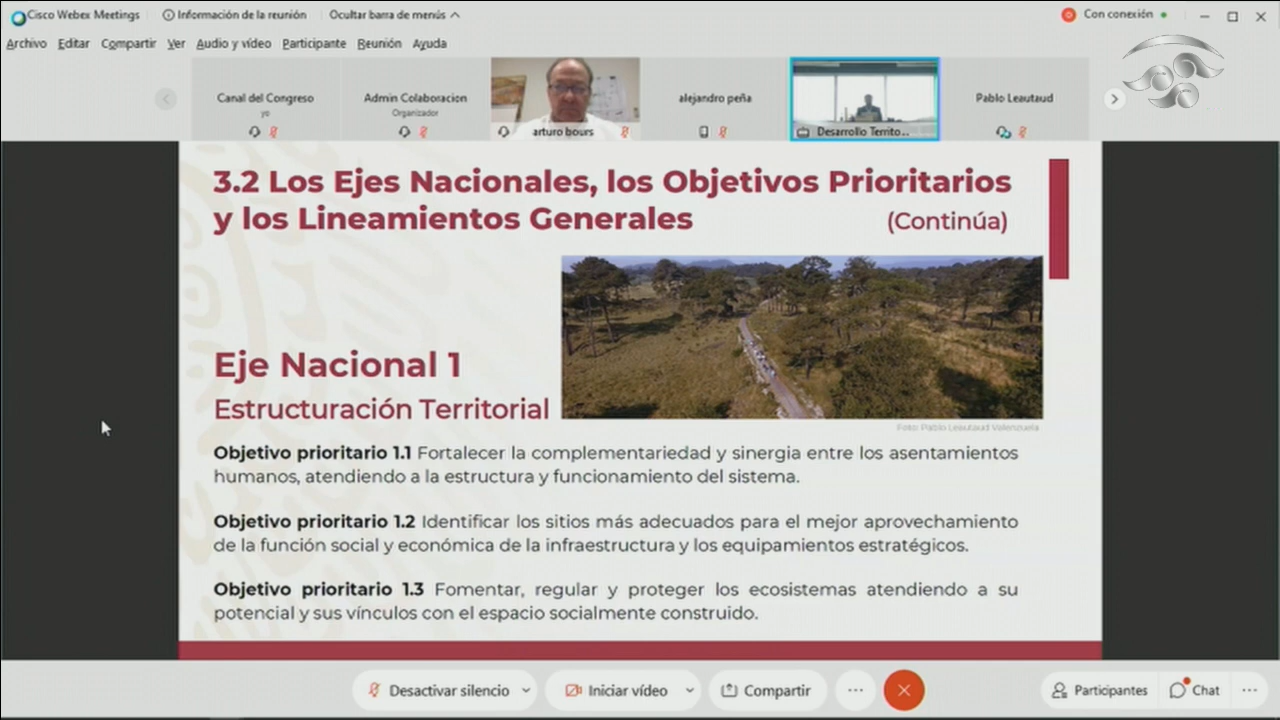 Cisco Webex Meetings
Información de la reunión
Ocultar barra de menús
Con conexión
Archivo Editar Compartir Ver Audio y vídeo Participante Reunión Ayuda
Canal del Congreso
yo
Admin Colaboracion
Organizador
arturo bours
alejandro peña
Desarrollo Territo...
Pablo Leautaud
3.2 Los Ejes Nacionales, los Objetivos Prioritarios
y los Lineamientos Generales
(Continúa)
Eje Nacional 1
Estructuración Territorial
Foto: Pablo Leautaud Valenzuela
Objetivo prioritario 1.1 Fortalecer la complementariedad y sinergia entre los asentamientos
humanos, atendiendo a la estructura y funcionamiento del sistema.
Objetivo prioritario 1.2 Identificar los sitios más adecuados para el mejor aprovechamiento
de la función social y económica de la infraestructura y los equipamientos estratégicos.
Objetivo prioritario 1.3 Fomentar, regular y proteger los ecosistemas atendiendo a su
potencial y sus vínculos con el espacio socialmente construido.
Desactivar silencio
Iniciar vídeo
Compartir
Participantes
Chat